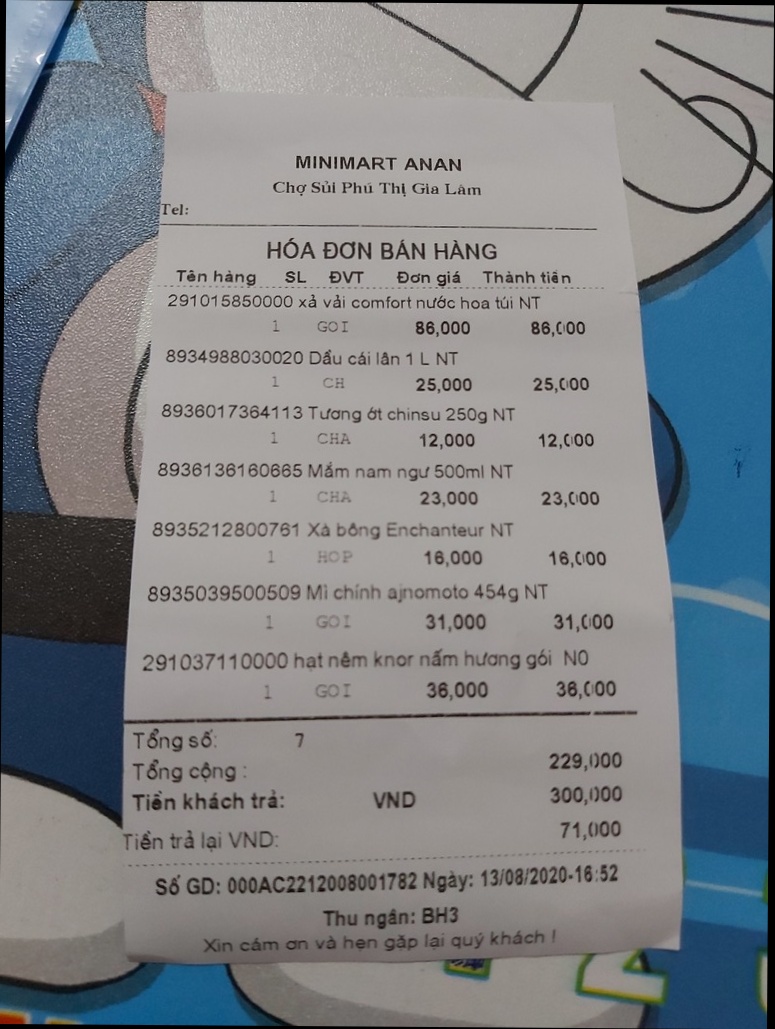 MINIMART ANAN
Chợ Sủi Phú Thị Gia Lâm
Tel:
HÓA ĐƠN BÁN HÀNG
Tên hàng SL ĐVT Đơn giá Thành tiền
291015850000 xả vải comfort nước hoa túi NT
1 GOI 86,000 86,000
8934988030020 Dầu cái lân 1 L NT
1 CH 25,000 25,000
8936017364113 Tương ớt chinsu 250g NT
1 CHA 12,000 12,000
8936136160665 Mắm nam ngư 500ml NT
1 CHA 23,000 23,000
8935212800761 Xà bông Enchanteur NT
1 HOP 16,000 16,000
8935039500509 Mì chính ajnomoto 454g NT
1 GOI 31,000 31,000
291037110000 hạt nêm knor nấm hương gói N0
1 GOI 36,000 36,000
Tổng số: 7
Tổng cộng : 229,000
Tiền khách trả: VND 300,000
Tiền trả lại VND: 71,000
Số GD: 000AC2212008001782 Ngày: 13/08/2020-16:52
Thu ngân: BH3
Xin cám ơn và hẹn gặp lại quý khách !